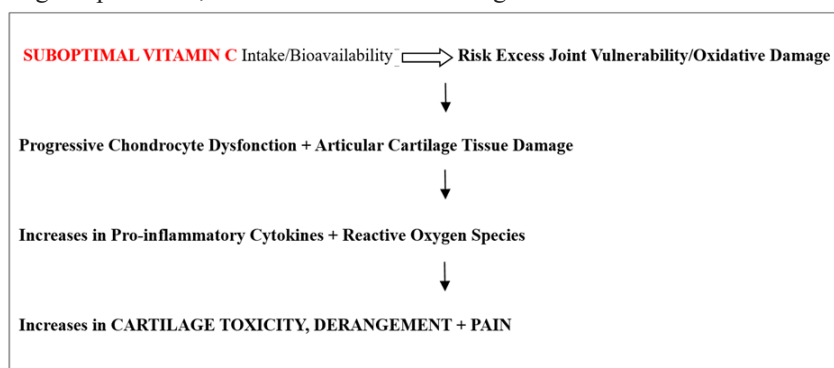 SUBOPTIMAL VITAMIN C Intake/Bioavailability Risk Excess Joint Vulnerability/Oxidative Damage
Progressive Chondrocyte Dysfonction + Articular Cartilage Tissue Damage
Increases in Pro-inflammatory Cytokines + Reactive Oxygen Species
Increases in CARTILAGE TOXICITY, DERANGEMENT + PAIN